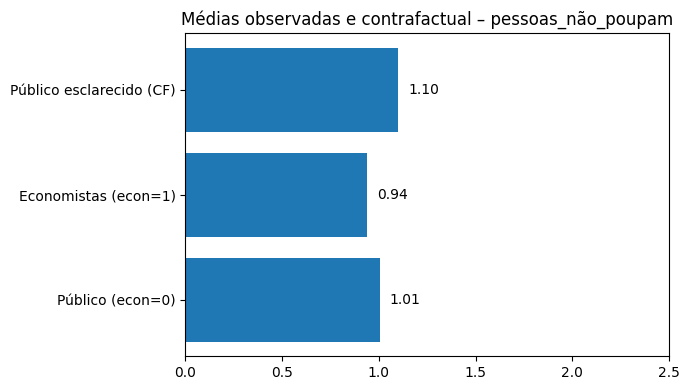 Médias observadas e contrafactual – pessoas_não_poupam
Público esclarecido (CF)
1.10
Economistas (econ=1)
0.94
Público (econ=0)
1.01
0.0
0.5
1.0
1.5
2.0
2.5